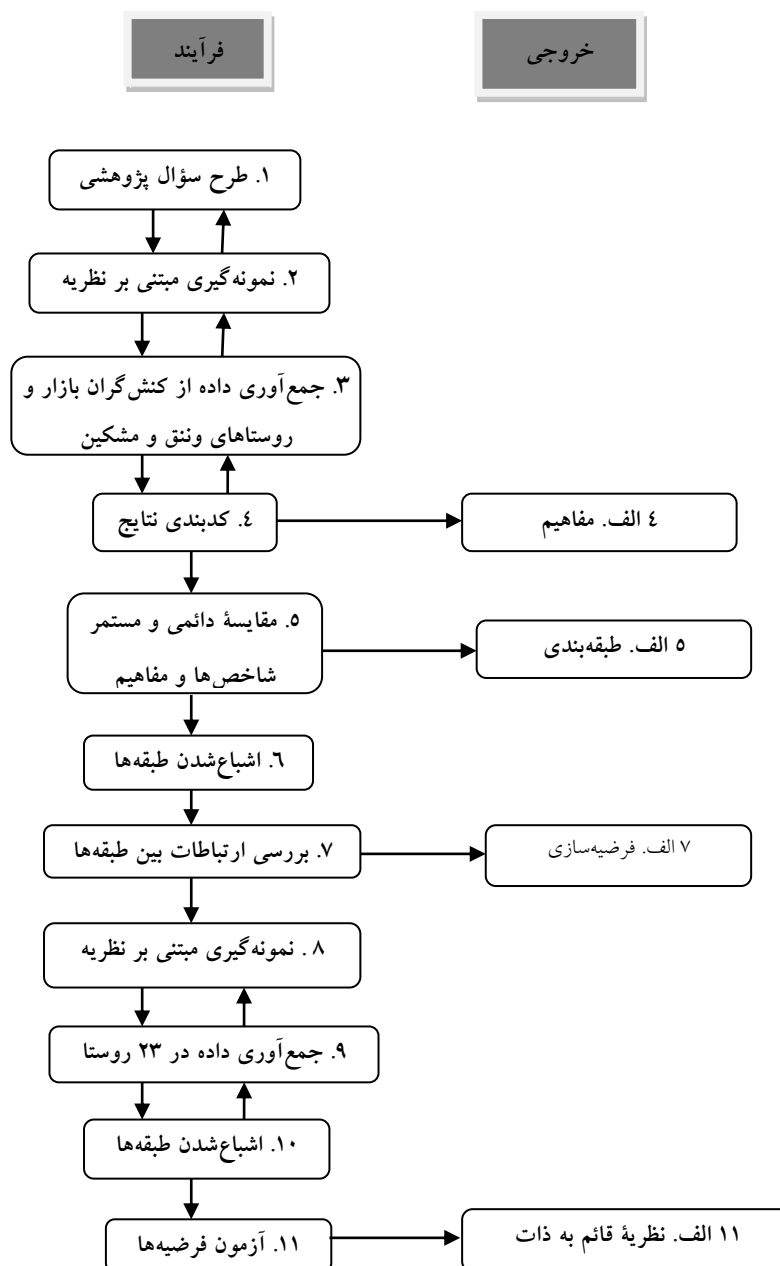 خروجی
فرآیند
۱. طرح سؤال پژوهشی
۲. نمونه‌گیری مبتنی بر نظریه
۳. جمع‌آوری داده از کنش‌گران بازار و
روستاهای وننق و مشکین
٤. کدبندی نتایج
٤ الف. مفاهیم
٥. مقایسهٔ دائمی و مستمر
شاخص‌ها و مفاهیم
٥ الف. طبقه‌بندی
٦. اشباع‌شدن طبقه‌ها
۷. بررسی ارتباطات بین طبقه‌ها
۷ الف. فرضیه‌سازی
۸. نمونه‌گیری مبتنی بر نظریه
۹. جمع‌آوری داده در ۲۳ روستا
۱۰. اشباع‌شدن طبقه‌ها
۱۱. آزمون فرضیه‌ها
۱۱ الف. نظریهٔ قائم به ذات